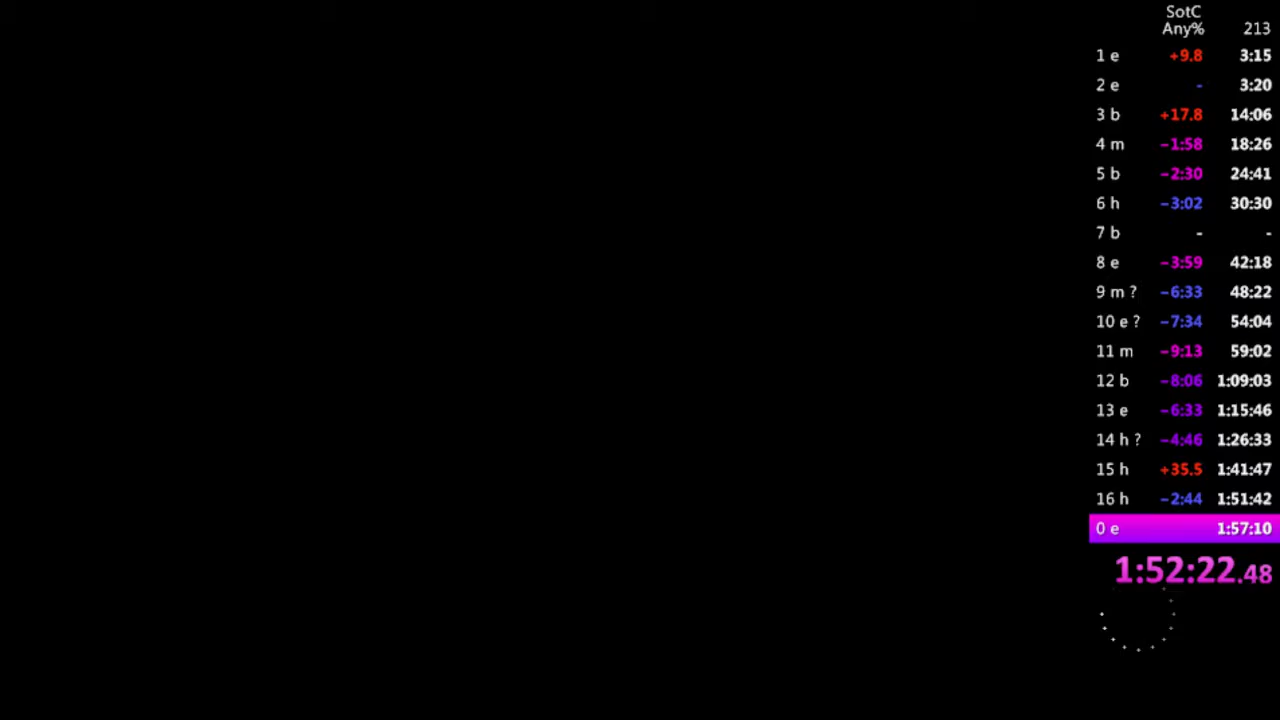 SotC
Any% 213
1 e +9.8 3:15
2 e - 3:20
3 b +17.8 14:06
4 m −1:58 18:26
5 b −2:30 24:41
6 h −3:02 30:30
7 b - -
8 e −3:59 42:18
9 m ? −6:33 48:22
10 e ? −7:34 54:04
11 m −9:13 59:02
12 b −8:06 1:09:03
13 e −6:33 1:15:46
14 h ? −4:46 1:26:33
15 h +35.5 1:41:47
16 h −2:44 1:51:42
0 e 1:57:10
1:52:22.48